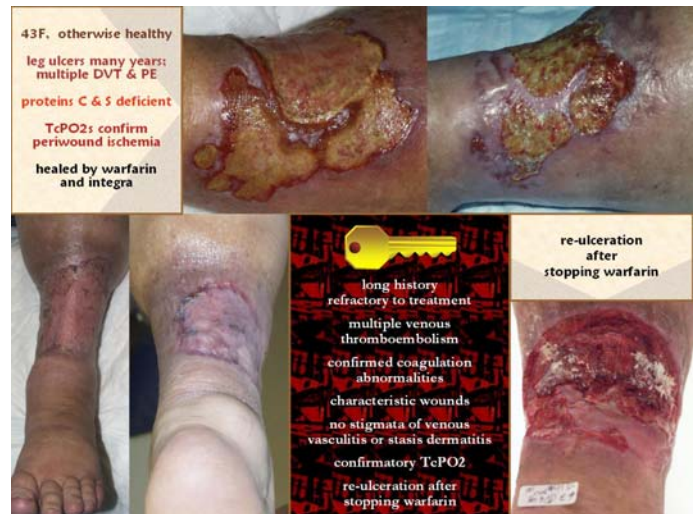 43F, otherwise healthy
leg ulcers many years:
multiple DVT & PE
proteins C & S deficient
TcPO2s confirm
periwound ischemia
healed by warfarin
and integra
long history
refractory to treatment
multiple venous
thromboembolism
confirmed coagulation
abnormalities
characteristic wounds
no stigmata of venous
vasculitis or stasis dermatitis
confirmatory TcPO2
re-ulceration after
stopping warfarin
re-ulceration
after
stopping warfarin